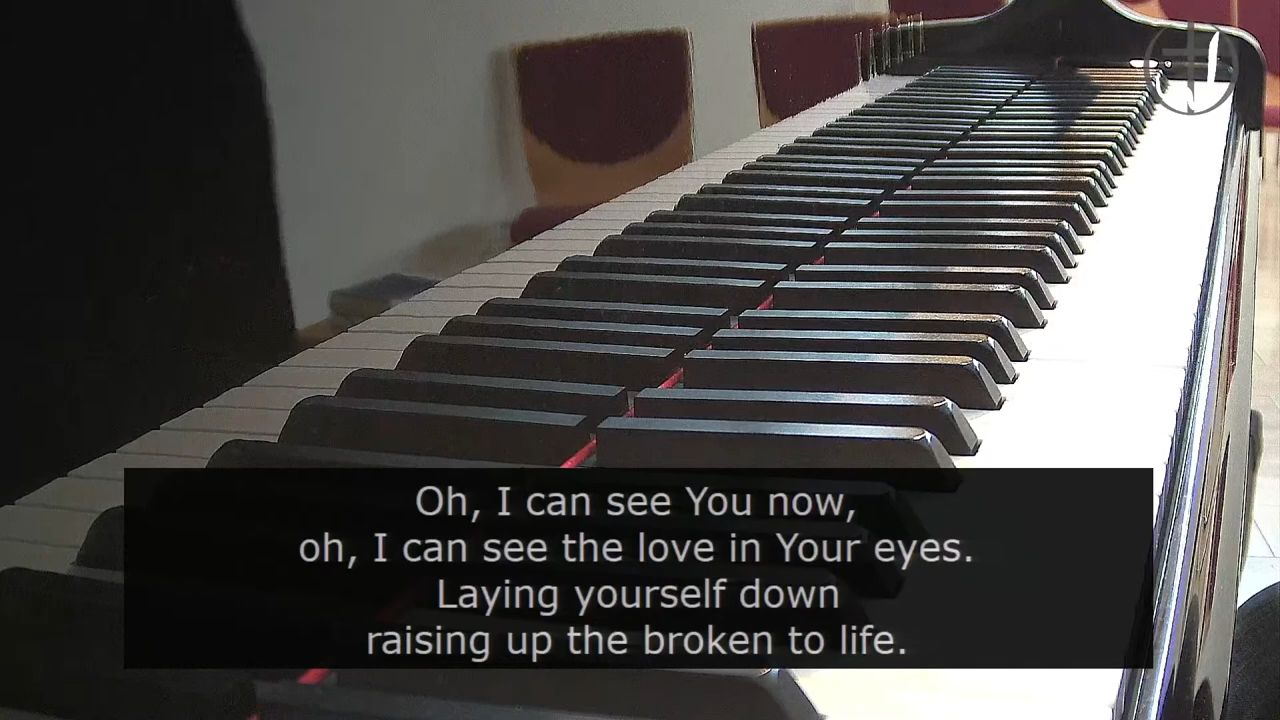 Oh, I can see You now,
oh, I can see the love in Your eyes.
Laying yourself down
raising up the broken to life.